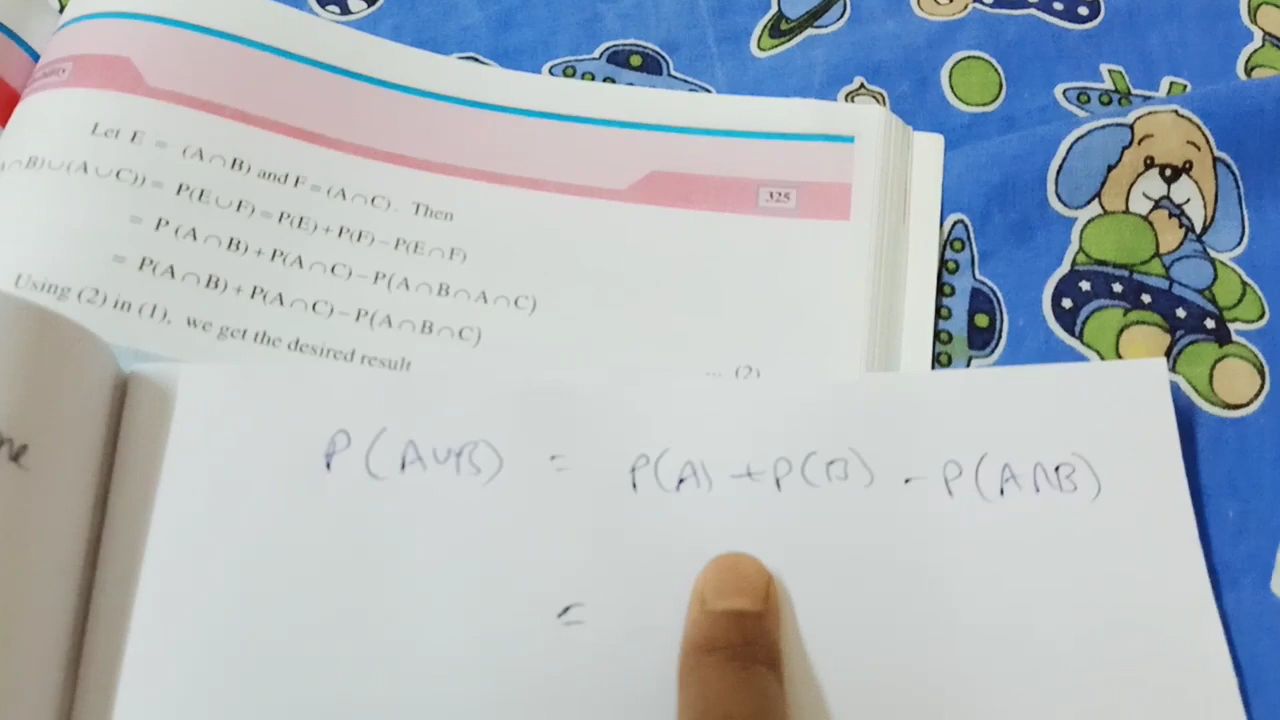 325
Let E = (A∩B) and F = (A∩C). Then
∩B)∪(A∪C)) = P(E∪F) = P(E)+P(F)−P(E∩F)
= P(A∩B)+P(A∩C)−P(A∩B∩A∩C)
= P(A∩B)+P(A∩C)−P(A∩B∩C)
... (2)
Using (2) in (1), we get the desired result
P(A∪B) = P(A) + P(B) - P(A∩B)
=